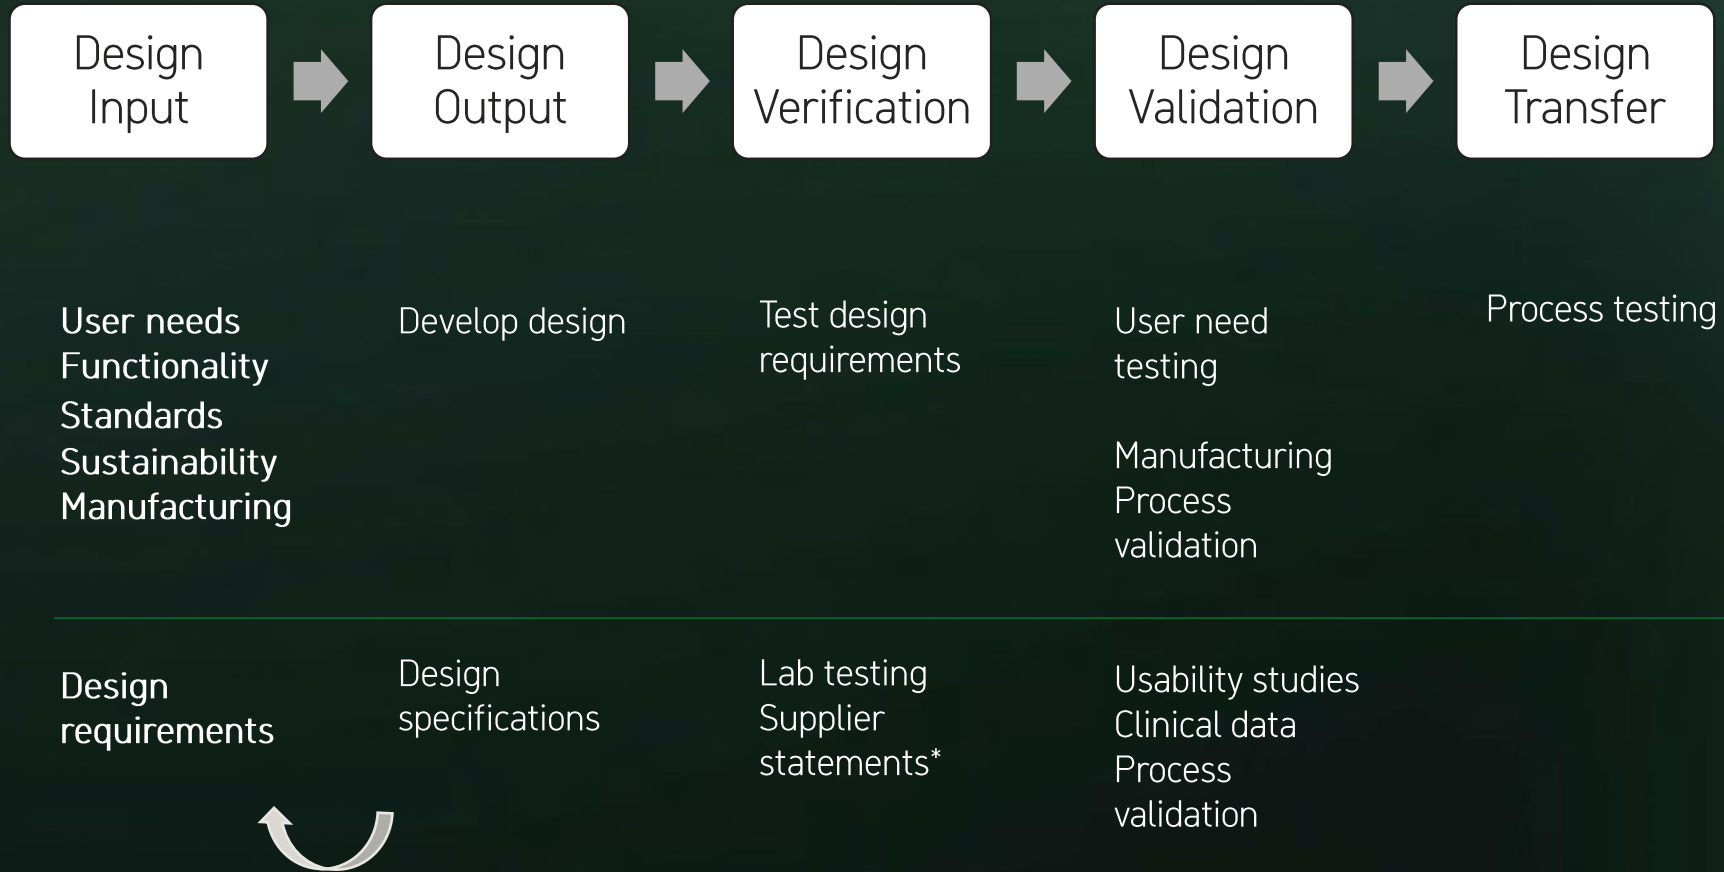 Design
Input
Design
Output
Design
Verification
Design
Validation
Design
Transfer
User needs
Functionality
Standards
Sustainability
Manufacturing
Develop design
Test design
requirements
User need
testing
Manufacturing
Process
validation
Process testing
Design
requirements
Design
specifications
Lab testing
Supplier
statements*
Usability studies
Clinical data
Process
validation